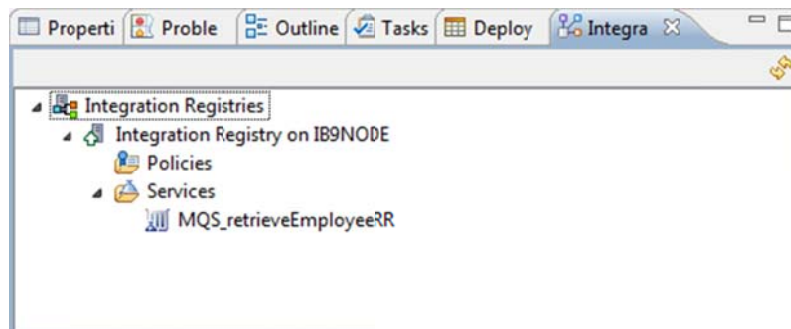 Properti Proble Outline Tasks Deploy Integra
Integration Registries
Integration Registry on IB9NODE
Policies
Services
MQS_retrieveEmployeeRR